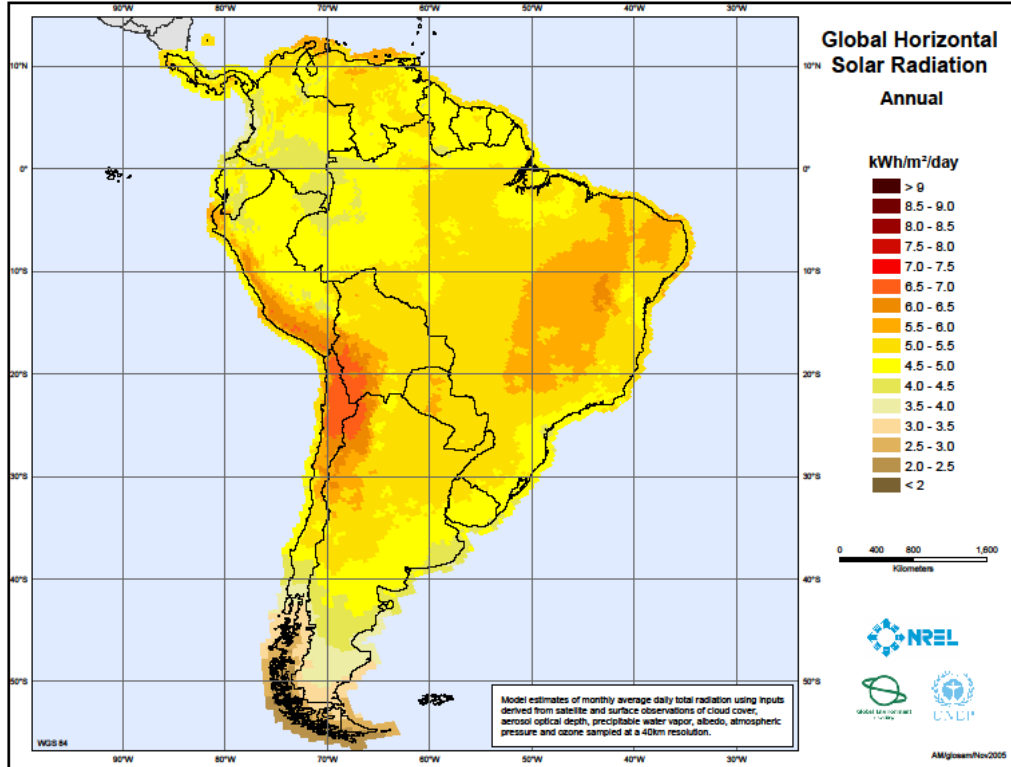 Global Horizontal
Solar Radiation
Annual
90°W 80°W 70°W 60°W 50°W 40°W 30°W
10°N 10°N
0° 0°
10°S 10°S
20°S 20°S
30°S 30°S
40°S 40°S
50°S 50°S
90°W 80°W 70°W 60°W 50°W 40°W 30°W
WGS 84
kWh/m²/day
> 9
8.5 - 9.0
8.0 - 8.5
7.5 - 8.0
7.0 - 7.5
6.5 - 7.0
6.0 - 6.5
5.5 - 6.0
5.0 - 5.5
4.5 - 5.0
4.0 - 4.5
3.5 - 4.0
3.0 - 3.5
2.5 - 3.0
2.0 - 2.5
< 2
0 400 800 1,600
Kilometers
NREL
Global Environment
UNEP
Model estimates of monthly average daily total radiation using inputs
derived from satellite and surface observations of cloud cover,
aerosol optical depth, precipitable water vapor, albedo, atmospheric
pressure and ozone sampled at a 40km resolution.